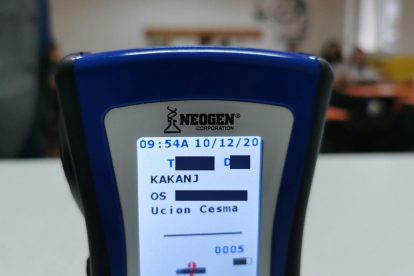 NEOGEN®
CORPORATION
09:54A 10/12/20
T D
KAKANJ
OS
Ucion Cesma
0005